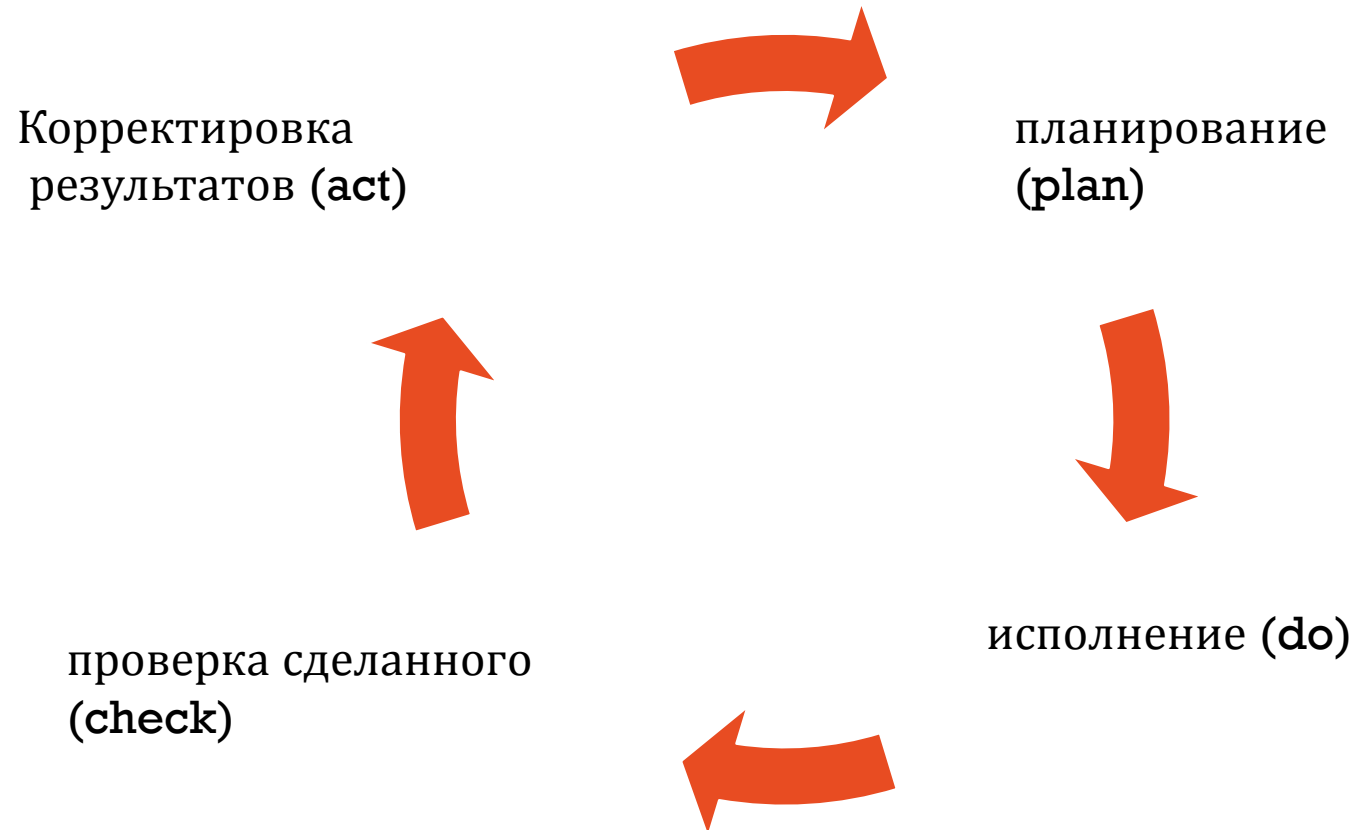 Корректировка
результатов (act)
планирование
(plan)
исполнение (do)
проверка сделанного
(check)